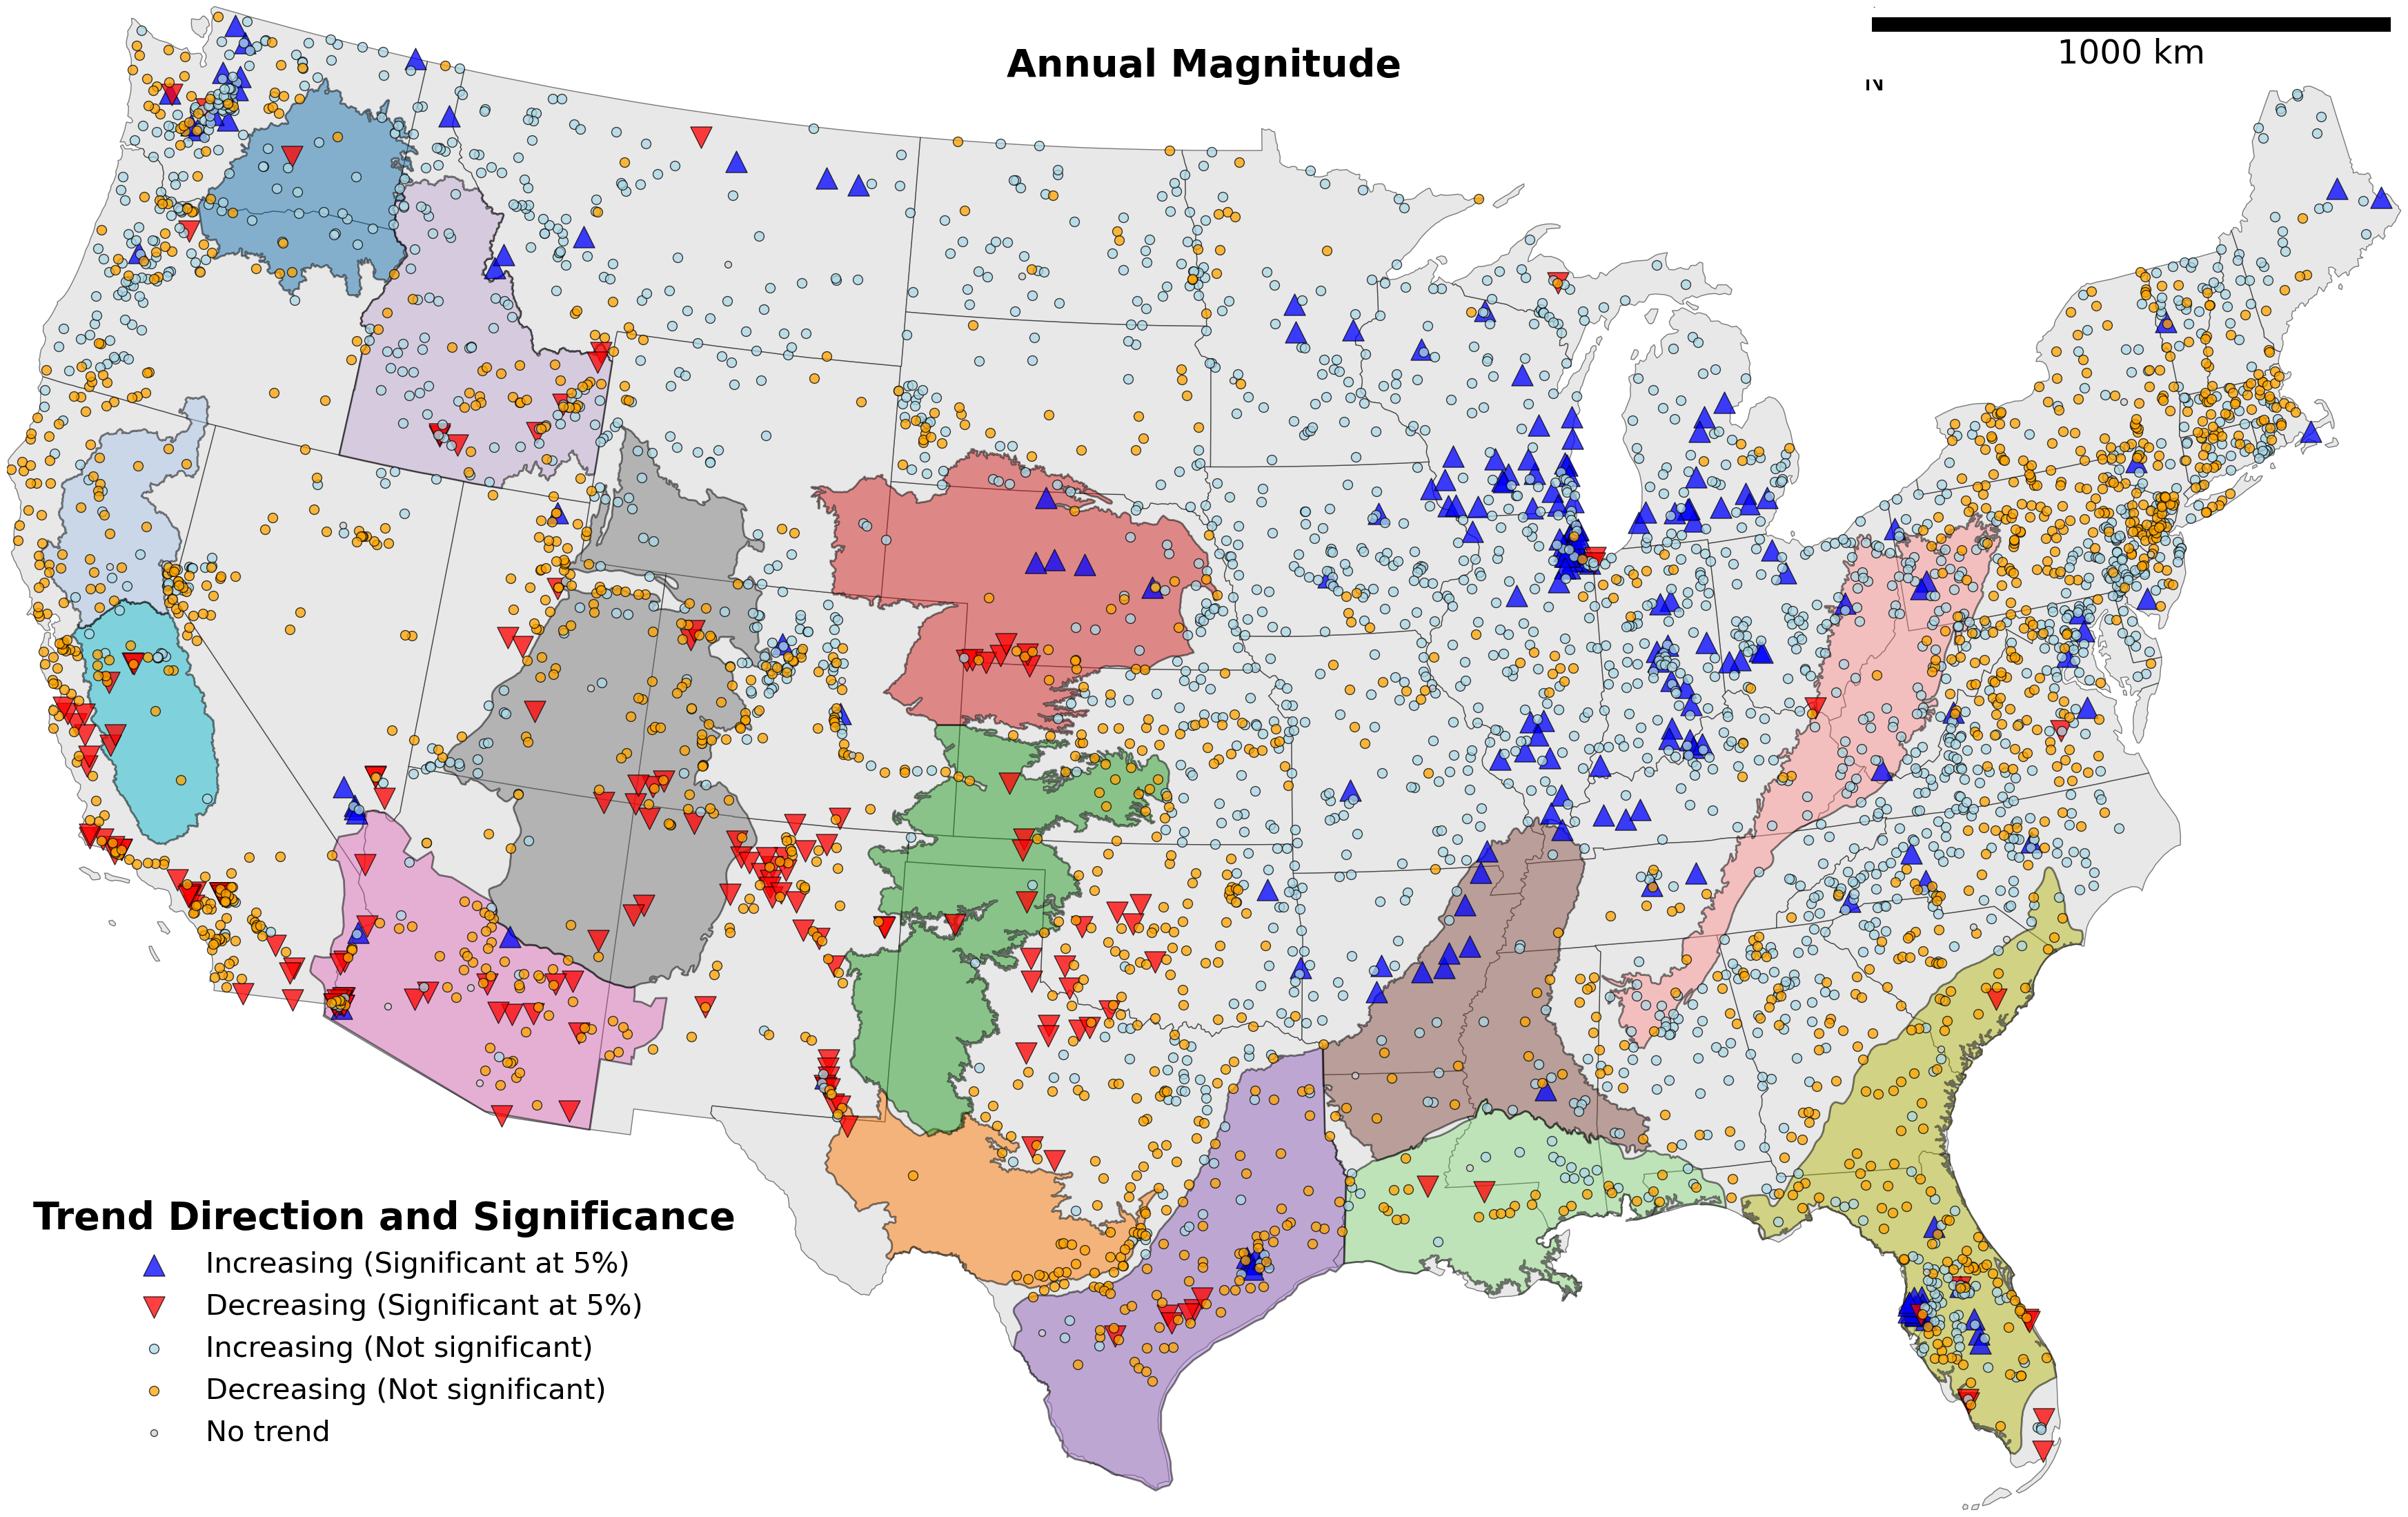 Annual Magnitude
1000 km
N
Trend Direction and Significance
Increasing (Significant at 5%)
Decreasing (Significant at 5%)
Increasing (Not significant)
Decreasing (Not significant)
No trend